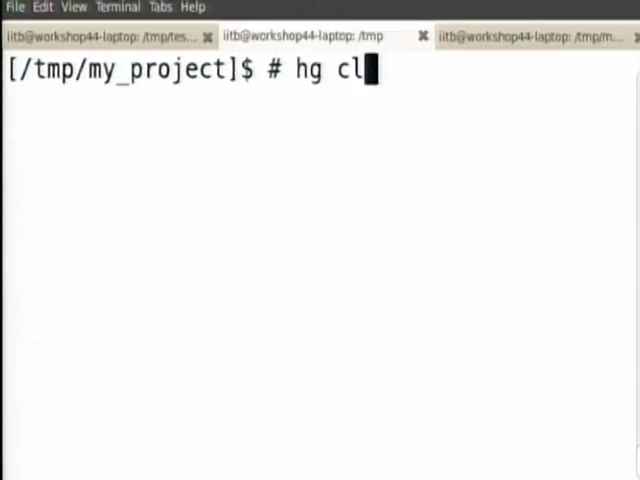 File Edit View Terminal Tabs Help
iitb@workshop44-laptop: /tmp/tes... iitb@workshop44-laptop: /tmp iitb@workshop44-laptop: /tmp/m...
[/tmp/my_project]$ # hg cl